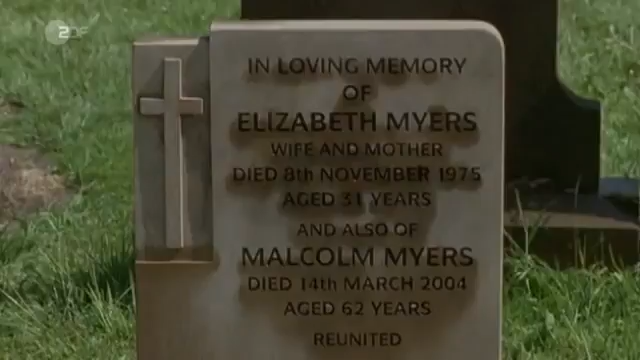 ZDF
IN LOVING MEMORY
OF
ELIZABETH MYERS
WIFE AND MOTHER
DIED 8th NOVEMBER 1975
AGED 31 YEARS
AND ALSO OF
MALCOLM MYERS
DIED 14th MARCH 2004
AGED 62 YEARS
REUNITED